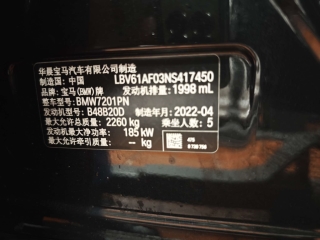 华晨宝马汽车有限公司制造
制造国：中国 LBV61AF03NS417450
品牌：宝马(BMW)牌 发动机排量：1998 mL
整车型号：BMW7201PN
发动机型号：B48B20D 制造年月：2022-04
最大允许总质量：2260 kg 乘坐人数：5
发动机最大净功率：185 kW
最大允许牵引质量：-- kg